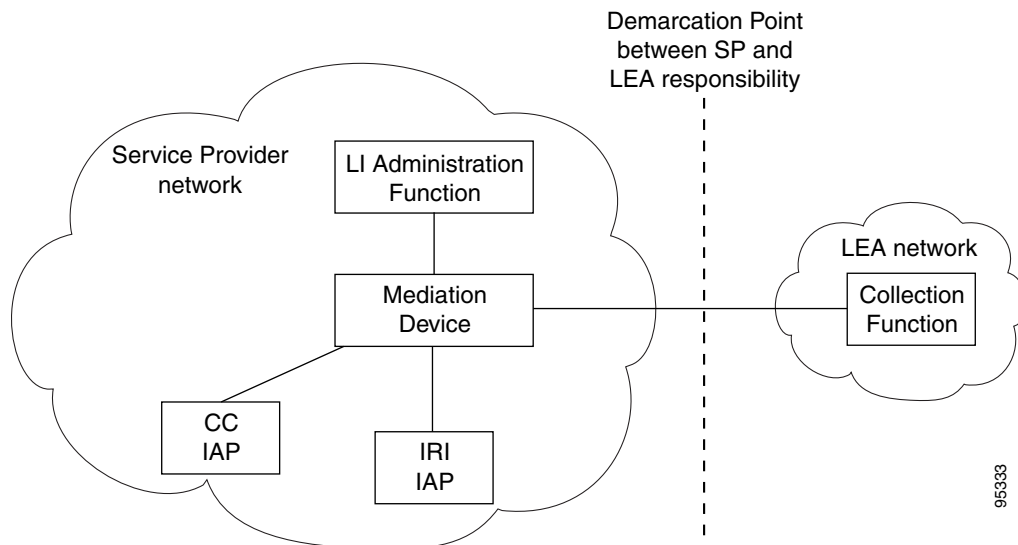 Demarcation Point
between SP and
LEA responsibility
Service Provider
network
LI Administration
Function
LEA network
Mediation
Device
Collection
Function
CC
IAP
IRI
IAP
95333